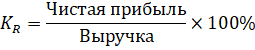 K_R = Чистая прибыль / Выручка × 100%